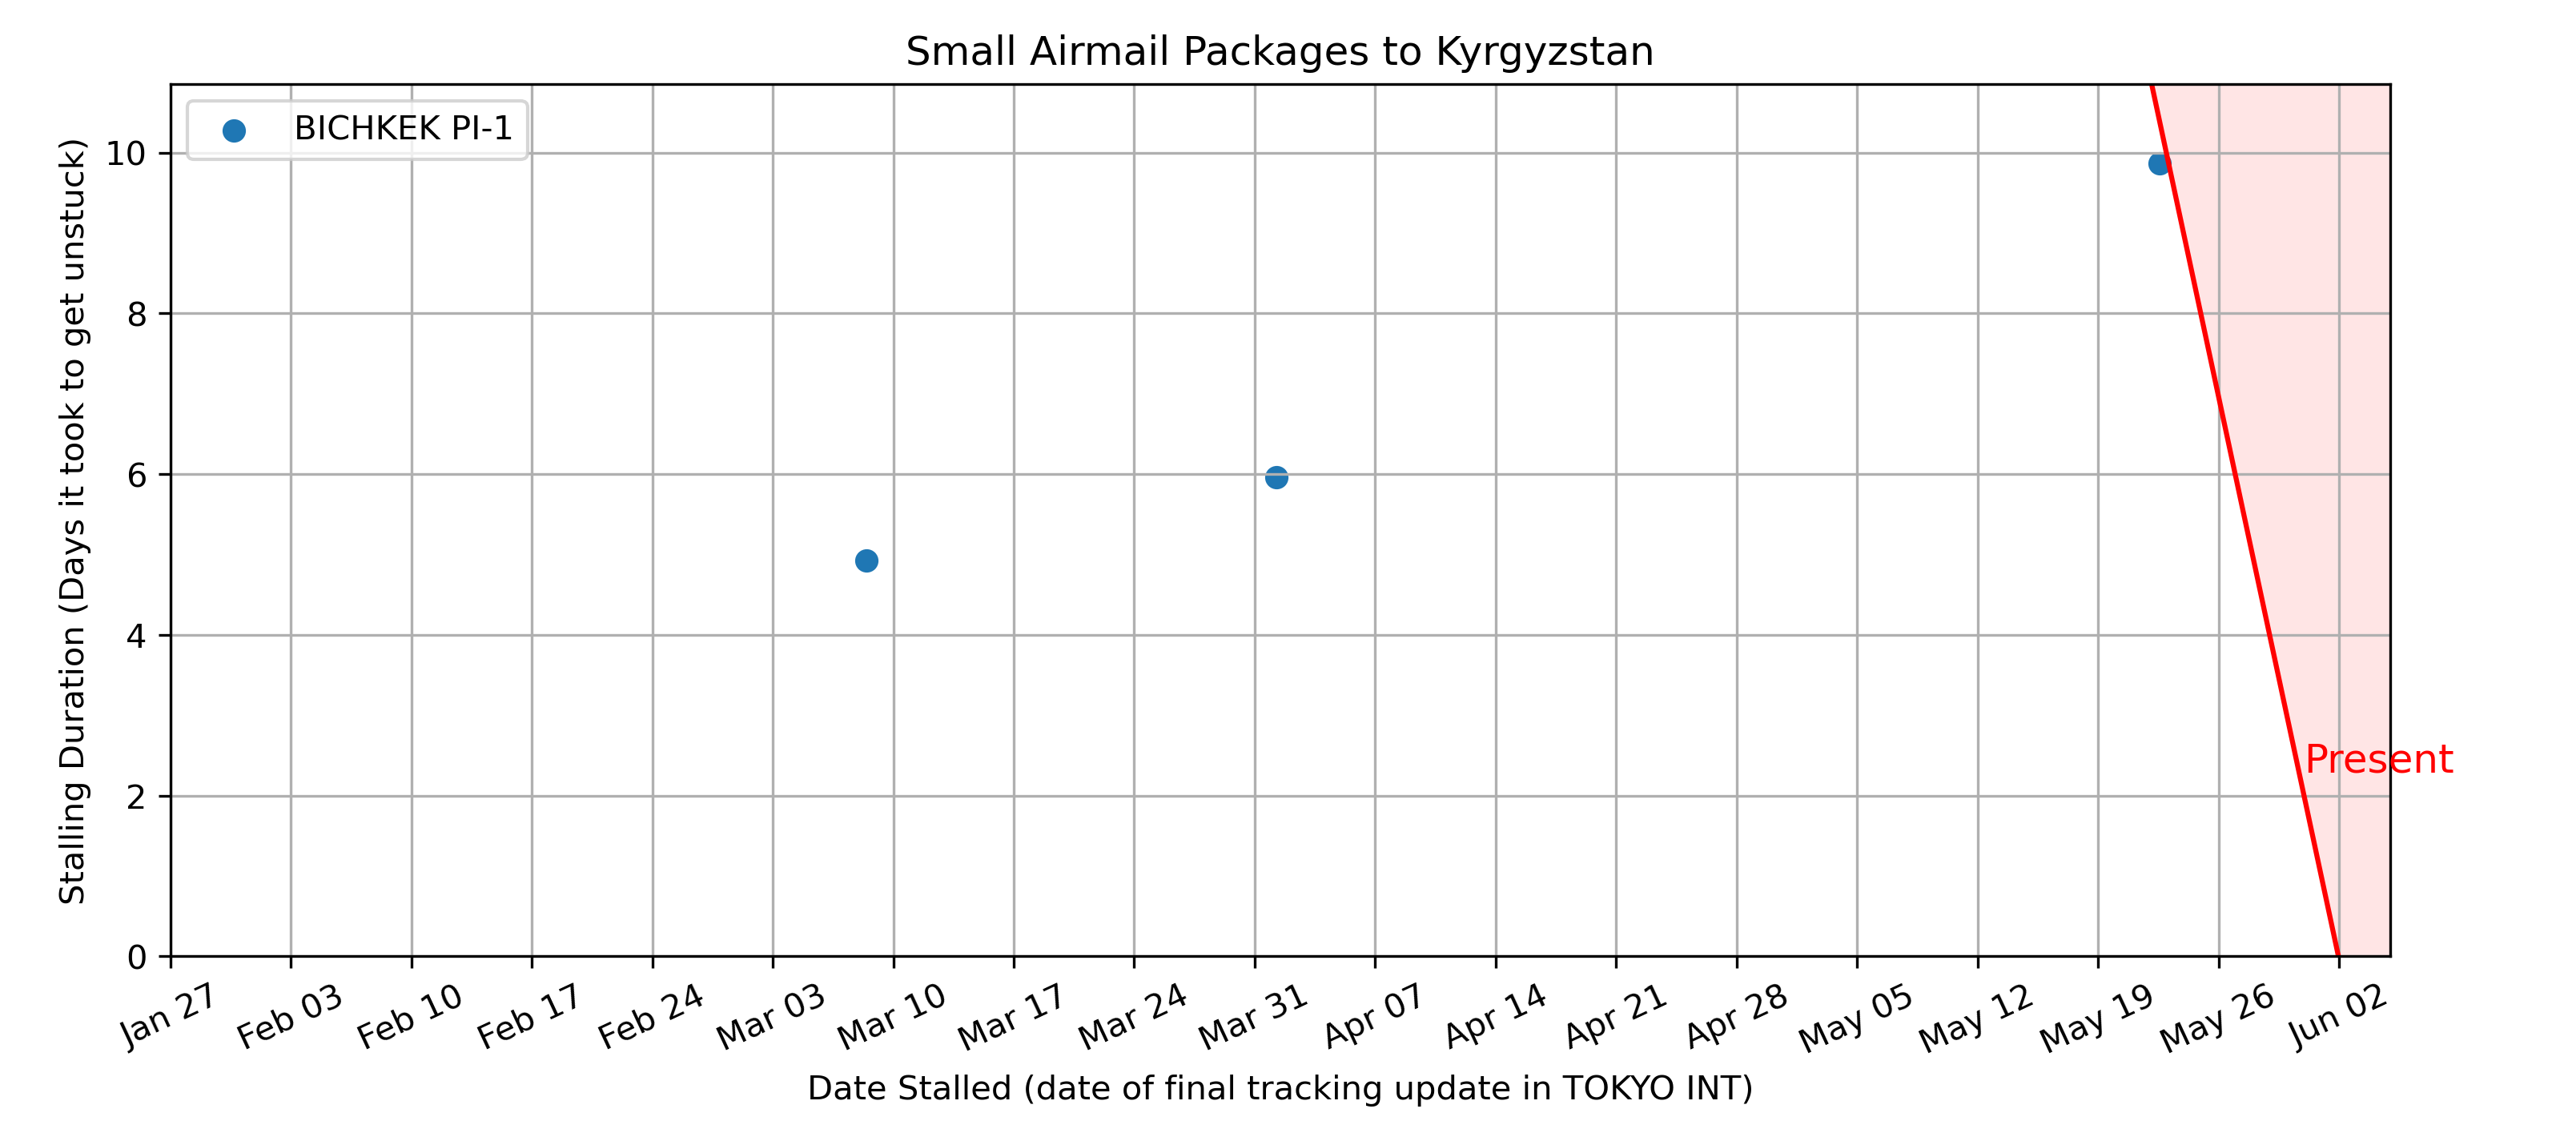 Small Airmail Packages to Kyrgyzstan
BICHKEK PI-1
Stalling Duration (Days it took to get unstuck)
10
8
6
4
2
0
Present
Jan 27
Feb 03
Feb 10
Feb 17
Feb 24
Mar 03
Mar 10
Mar 17
Mar 24
Mar 31
Apr 07
Apr 14
Apr 21
Apr 28
May 05
May 12
May 19
May 26
Jun 02
Date Stalled (date of final tracking update in TOKYO INT)